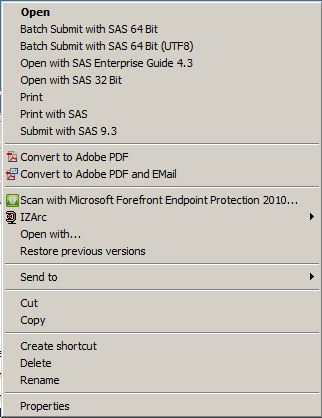 Open
Batch Submit with SAS 64 Bit
Batch Submit with SAS 64 Bit (UTF8)
Open with SAS Enterprise Guide 4.3
Open with SAS 32 Bit
Print
Print with SAS
Submit with SAS 9.3
Convert to Adobe PDF
Convert to Adobe PDF and EMail
Scan with Microsoft Forefront Endpoint Protection 2010...
IZArc
Open with...
Restore previous versions
Send to
Cut
Copy
Create shortcut
Delete
Rename
Properties